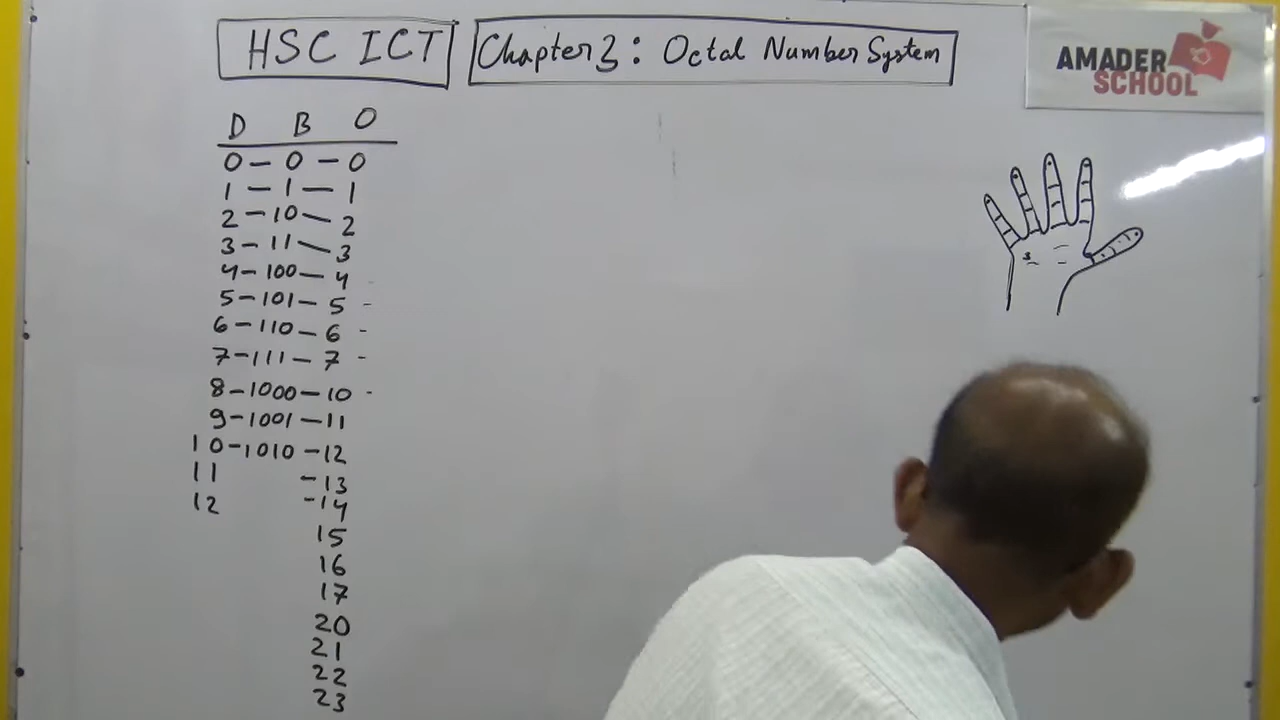 HSC ICT
Chapter 3: Octal Number System
AMADER
SCHOOL
D B O
0 – 0 – 0
1 – 1 – 1
2 – 10 – 2
3 – 11 – 3
4 – 100 – 4
5 – 101 – 5
6 – 110 – 6
7 – 111 – 7
8 – 1000 – 10
9 – 1001 – 11
10 – 1010 – 12
11 – 13
12 – 14
15
16
17
20
21
22
23